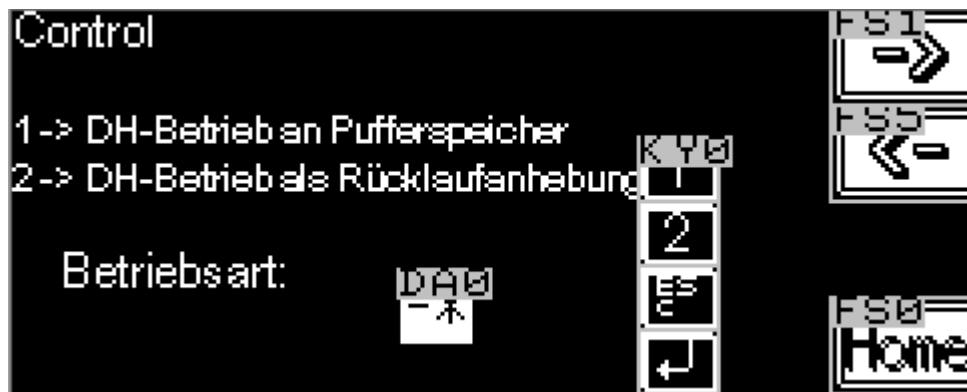 Control
FS1
1-> DH-Betrieb an Pufferspeicher
FS5
KY0
2-> DH-Betrieb als Rücklaufanhebung
1
2
Betriebsart:
DA0
ESC
FS0
Home